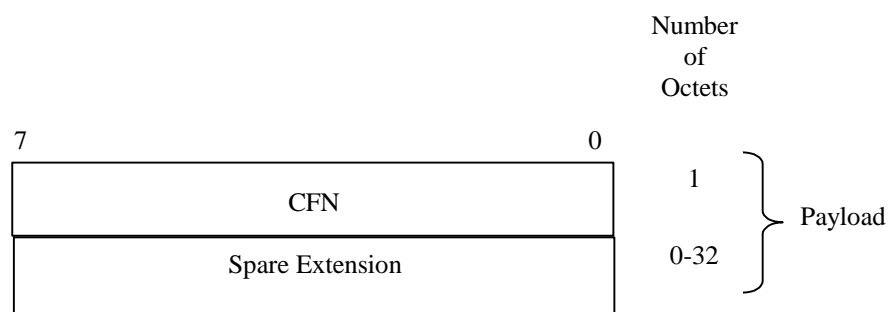 Number
of
Octets
7 0
CFN 1
Payload
Spare Extension 0-32